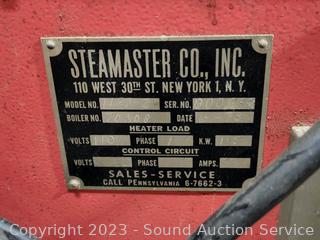 STEAMASTER CO., INC.
110 WEST 30TH ST. NEW YORK 1, N. Y.
MODEL NO. SER. NO.
BOILER NO. DATE
HEATER LOAD
VOLTS 110 PHASE K.W.
CONTROL CIRCUIT
VOLTS PHASE AMPS.
SALES-SERVICE
CALL PENNSYLVANIA 6-7662-3
Copyright 2023 - Sound Auction Service